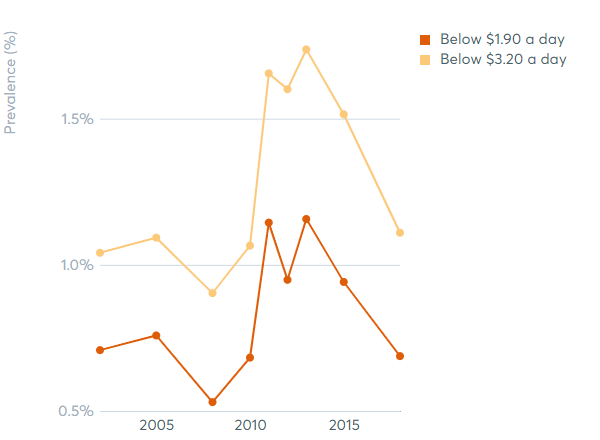 Prevalence (%)
Below $1.90 a day
Below $3.20 a day
1.5%
1.0%
0.5%
2005 2010 2015